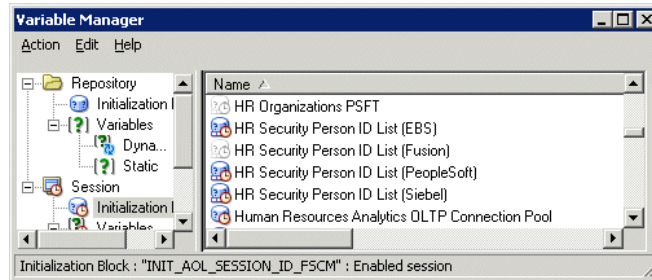 Variable Manager
Action Edit Help
Repository
Initialization I
Variables
Dyna...
Static
Session
Initialization I
Variables
Name
HR Organizations PSFT
HR Security Person ID List (EBS)
HR Security Person ID List (Fusion)
HR Security Person ID List (PeopleSoft)
HR Security Person ID List (Siebel)
Human Resources Analytics OLTP Connection Pool
Initialization Block : "INIT_AOL_SESSION_ID_FSCM" : Enabled session